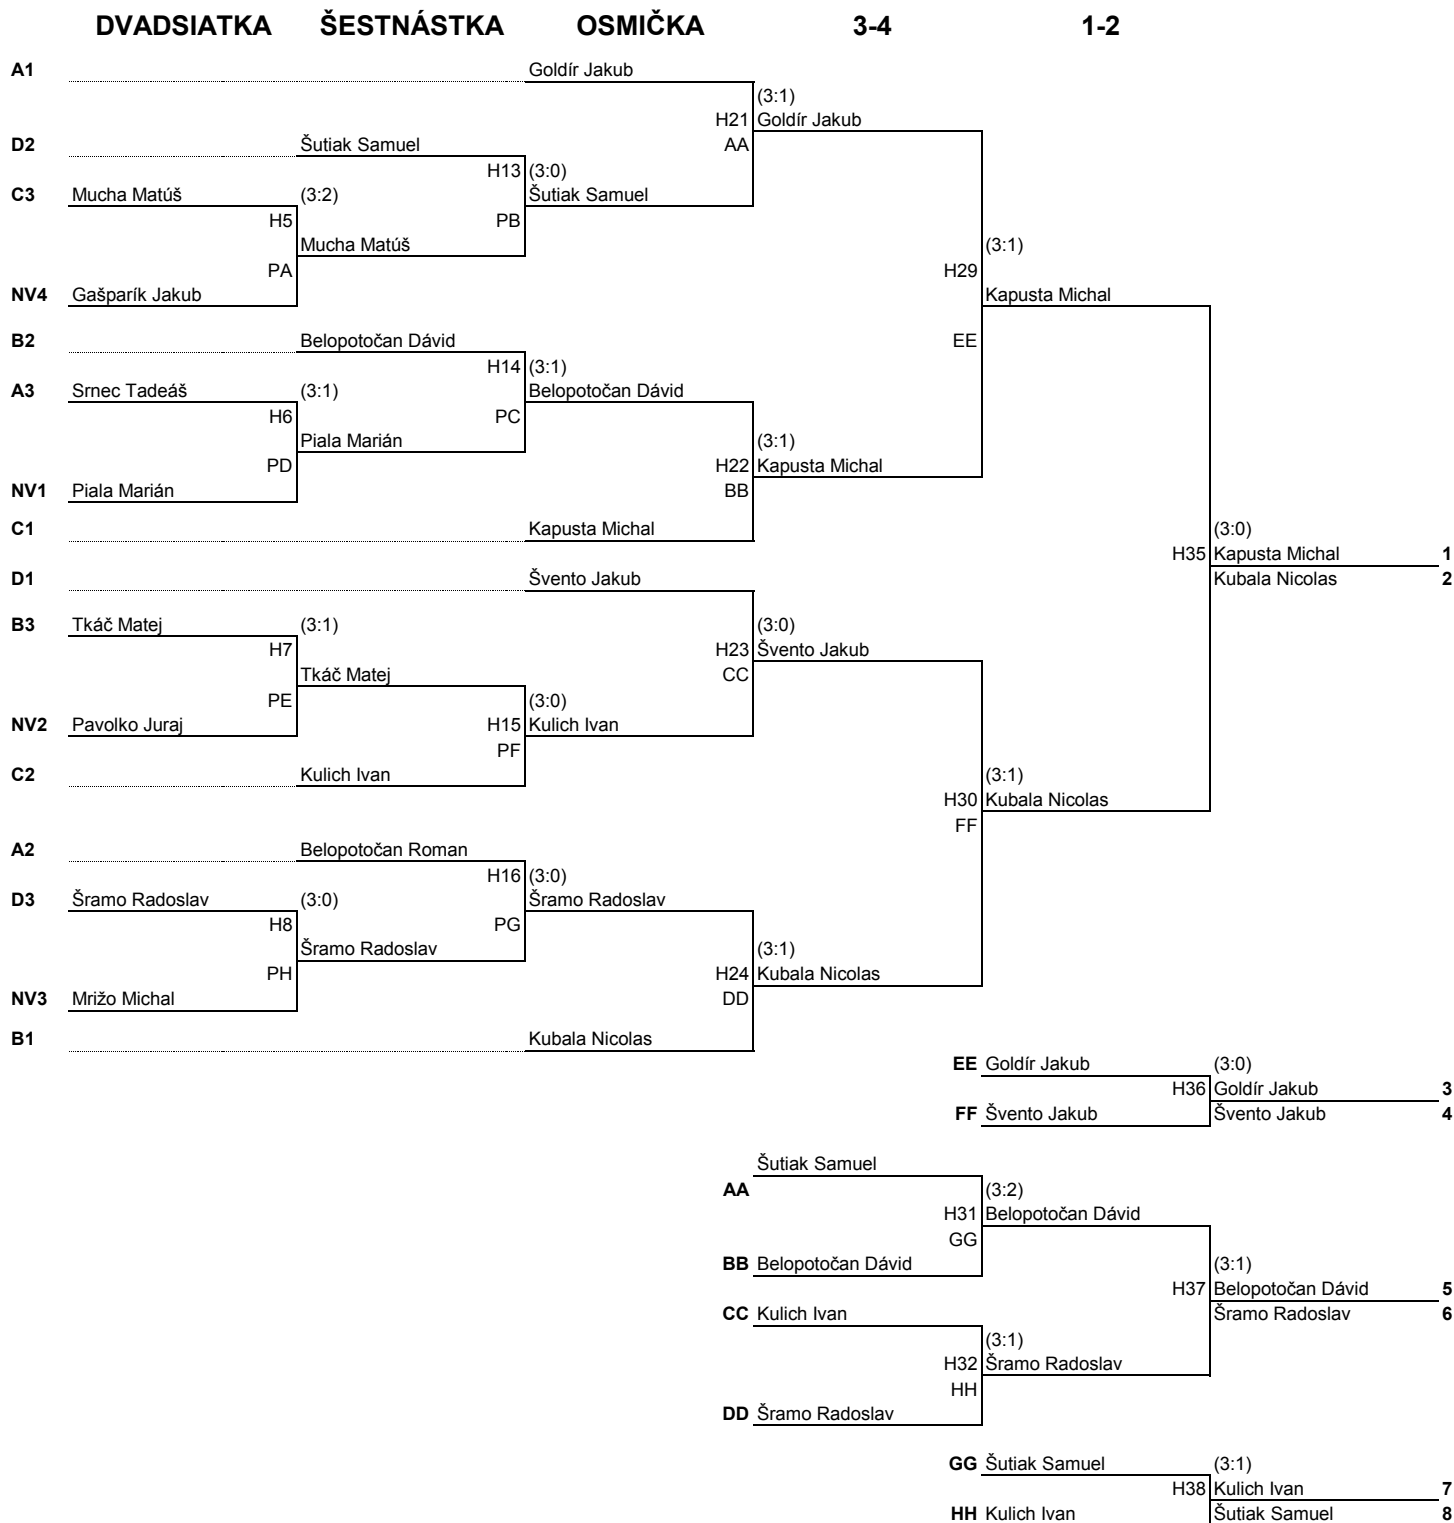 DVADSIATKA ŠESTNÁSTKA OSMIČKA 3-4 1-2
A1 Goldír Jakub
(3:1)
H21 Goldír Jakub
D2 Šutiak Samuel AA
H13 (3:0)
C3 Mucha Matúš (3:2) Šutiak Samuel
H5 PB
Mucha Matúš (3:1)
PA H29
NV4 Gašparík Jakub Kapusta Michal
B2 Belopotočan Dávid EE
H14 (3:1)
A3 Srnec Tadeáš (3:1) Belopotočan Dávid
H6 PC
Piala Marián (3:1)
PD H22 Kapusta Michal
NV1 Piala Marián BB
C1 Kapusta Michal (3:0)
H35 Kapusta Michal 1
D1 Švento Jakub Kubala Nicolas 2
B3 Tkáč Matej (3:1) (3:0)
H7 H23 Švento Jakub
Tkáč Matej CC
PE (3:0)
NV2 Pavolko Juraj H15 Kulich Ivan
PF
C2 Kulich Ivan (3:1)
H30 Kubala Nicolas
FF
A2 Belopotočan Roman
H16 (3:0)
D3 Šramo Radoslav (3:0) Šramo Radoslav
H8 PG
Šramo Radoslav (3:1)
PH H24 Kubala Nicolas
NV3 Mrižo Michal DD
B1 Kubala Nicolas
EE Goldír Jakub (3:0)
H36 Goldír Jakub 3
FF Švento Jakub Švento Jakub 4
Šutiak Samuel
AA (3:2)
H31 Belopotočan Dávid
GG
BB Belopotočan Dávid (3:1)
H37 Belopotočan Dávid 5
CC Kulich Ivan Šramo Radoslav 6
(3:1)
H32 Šramo Radoslav
HH
DD Šramo Radoslav
GG Šutiak Samuel (3:1)
H38 Kulich Ivan 7
HH Kulich Ivan Šutiak Samuel 8